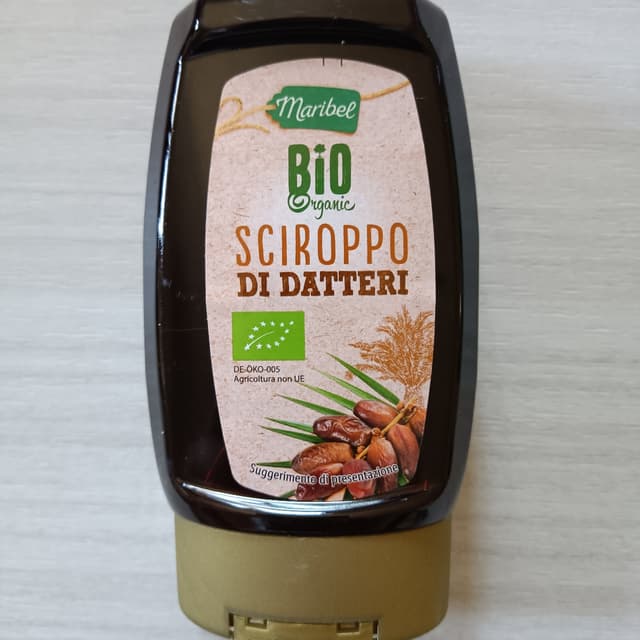 Maribel
BIO
Organic
SCIROPPO
DI DATTERI
DE-ÖKO-005
Agricoltura non UE
Suggerimento di presentazione